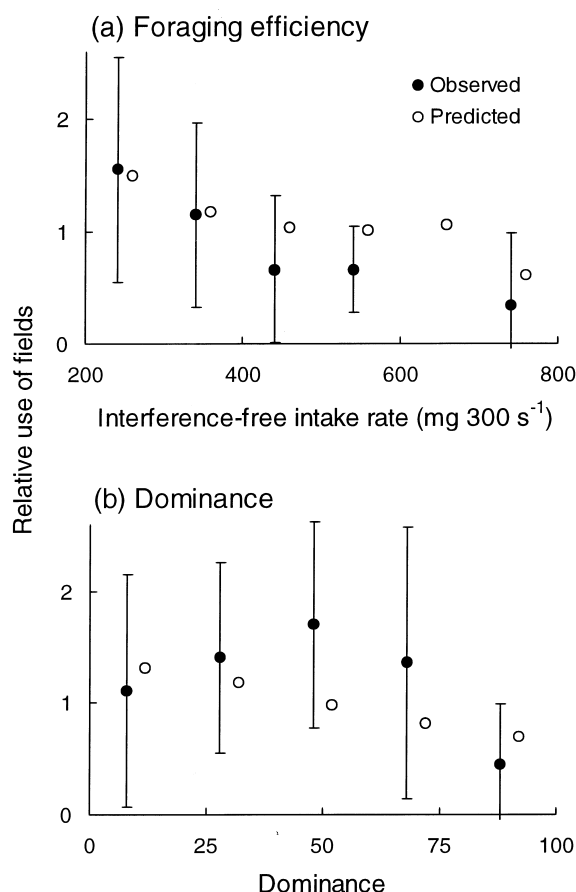 (a) Foraging efficiency
Observed
Predicted
2
1
0
200 400 600 800
Interference-free intake rate (mg 300 s⁻¹)
Relative use of fields
(b) Dominance
2
1
0
0 25 50 75 100
Dominance